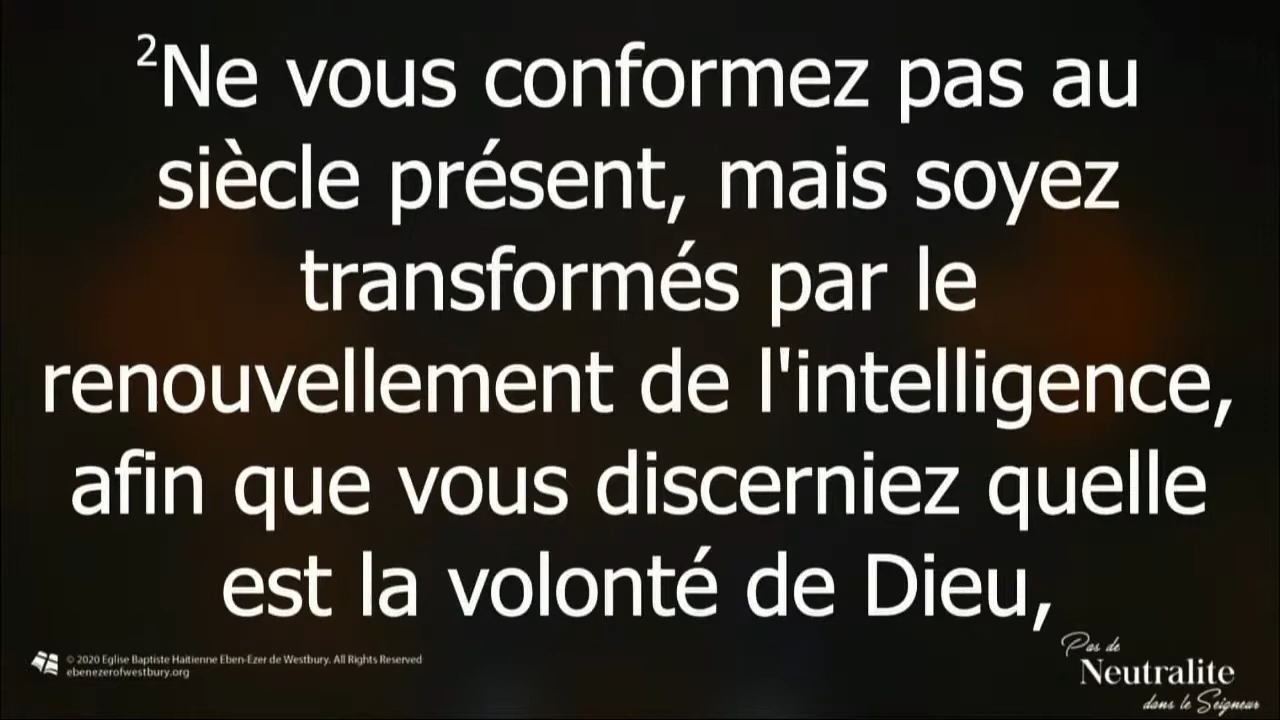 2Ne vous conformez pas au
siècle présent, mais soyez
transformés par le
renouvellement de l'intelligence,
afin que vous discerniez quelle
est la volonté de Dieu,
© 2020 Eglise Baptiste Haitienne Eben-Ezer de Westbury. All Rights Reserved
ebenezerofwestbury.org
Pas de
Neutralite
dans le Seigneur